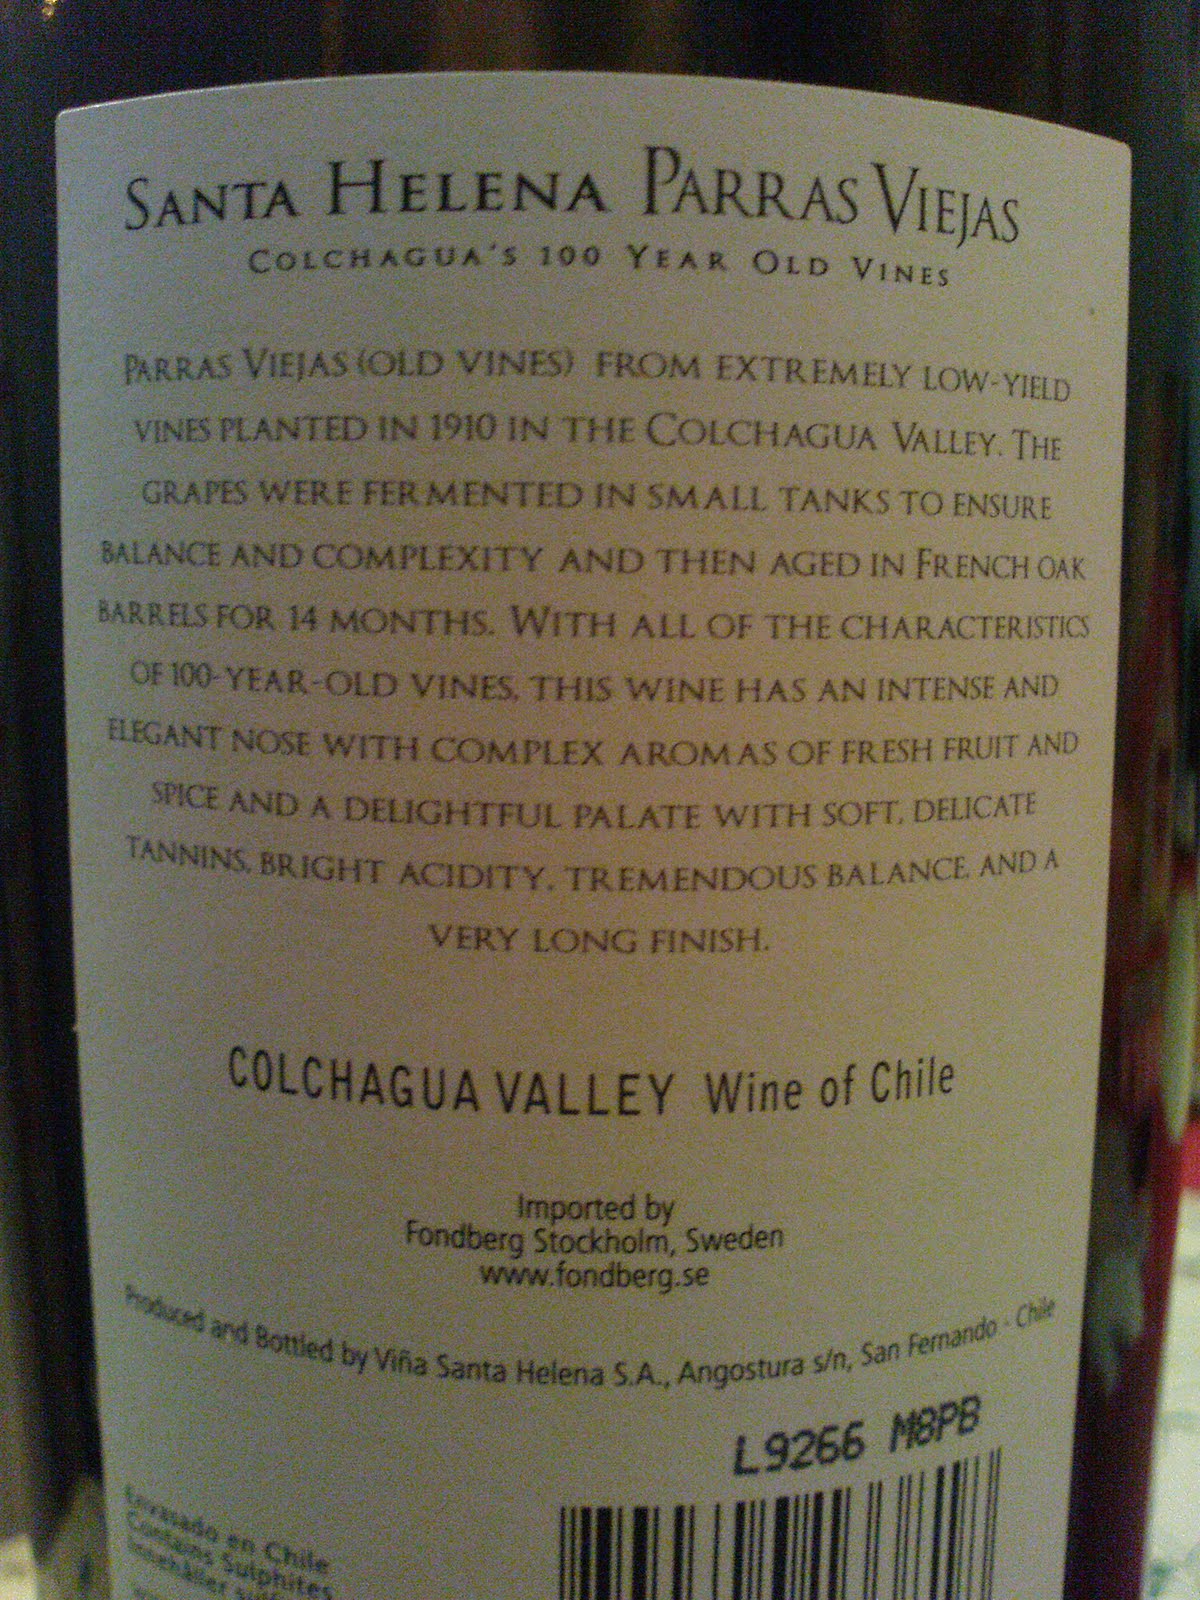 SANTA HELENA PARRAS VIEJAS
COLCHAGUA'S 100 YEAR OLD VINES
PARRAS VIEJAS (OLD VINES) FROM EXTREMELY LOW-YIELD
VINES PLANTED IN 1910 IN THE COLCHAGUA VALLEY. THE
GRAPES WERE FERMENTED IN SMALL TANKS TO ENSURE
BALANCE AND COMPLEXITY AND THEN AGED IN FRENCH OAK
BARRELS FOR 14 MONTHS. WITH ALL OF THE CHARACTERISTICS
OF 100-YEAR-OLD VINES, THIS WINE HAS AN INTENSE AND
ELEGANT NOSE WITH COMPLEX AROMAS OF FRESH FRUIT AND
SPICE AND A DELIGHTFUL PALATE WITH SOFT, DELICATE
TANNINS, BRIGHT ACIDITY, TREMENDOUS BALANCE, AND A
VERY LONG FINISH.
COLCHAGUA VALLEY Wine of Chile
Imported by
Fondberg Stockholm, Sweden
www.fondberg.se
Produced and Bottled by Viña Santa Helena S.A., Angostura s/n, San Fernando - Chile
L9266 M8PB
Envasado en Chile
Contains Sulphites
Innehåller